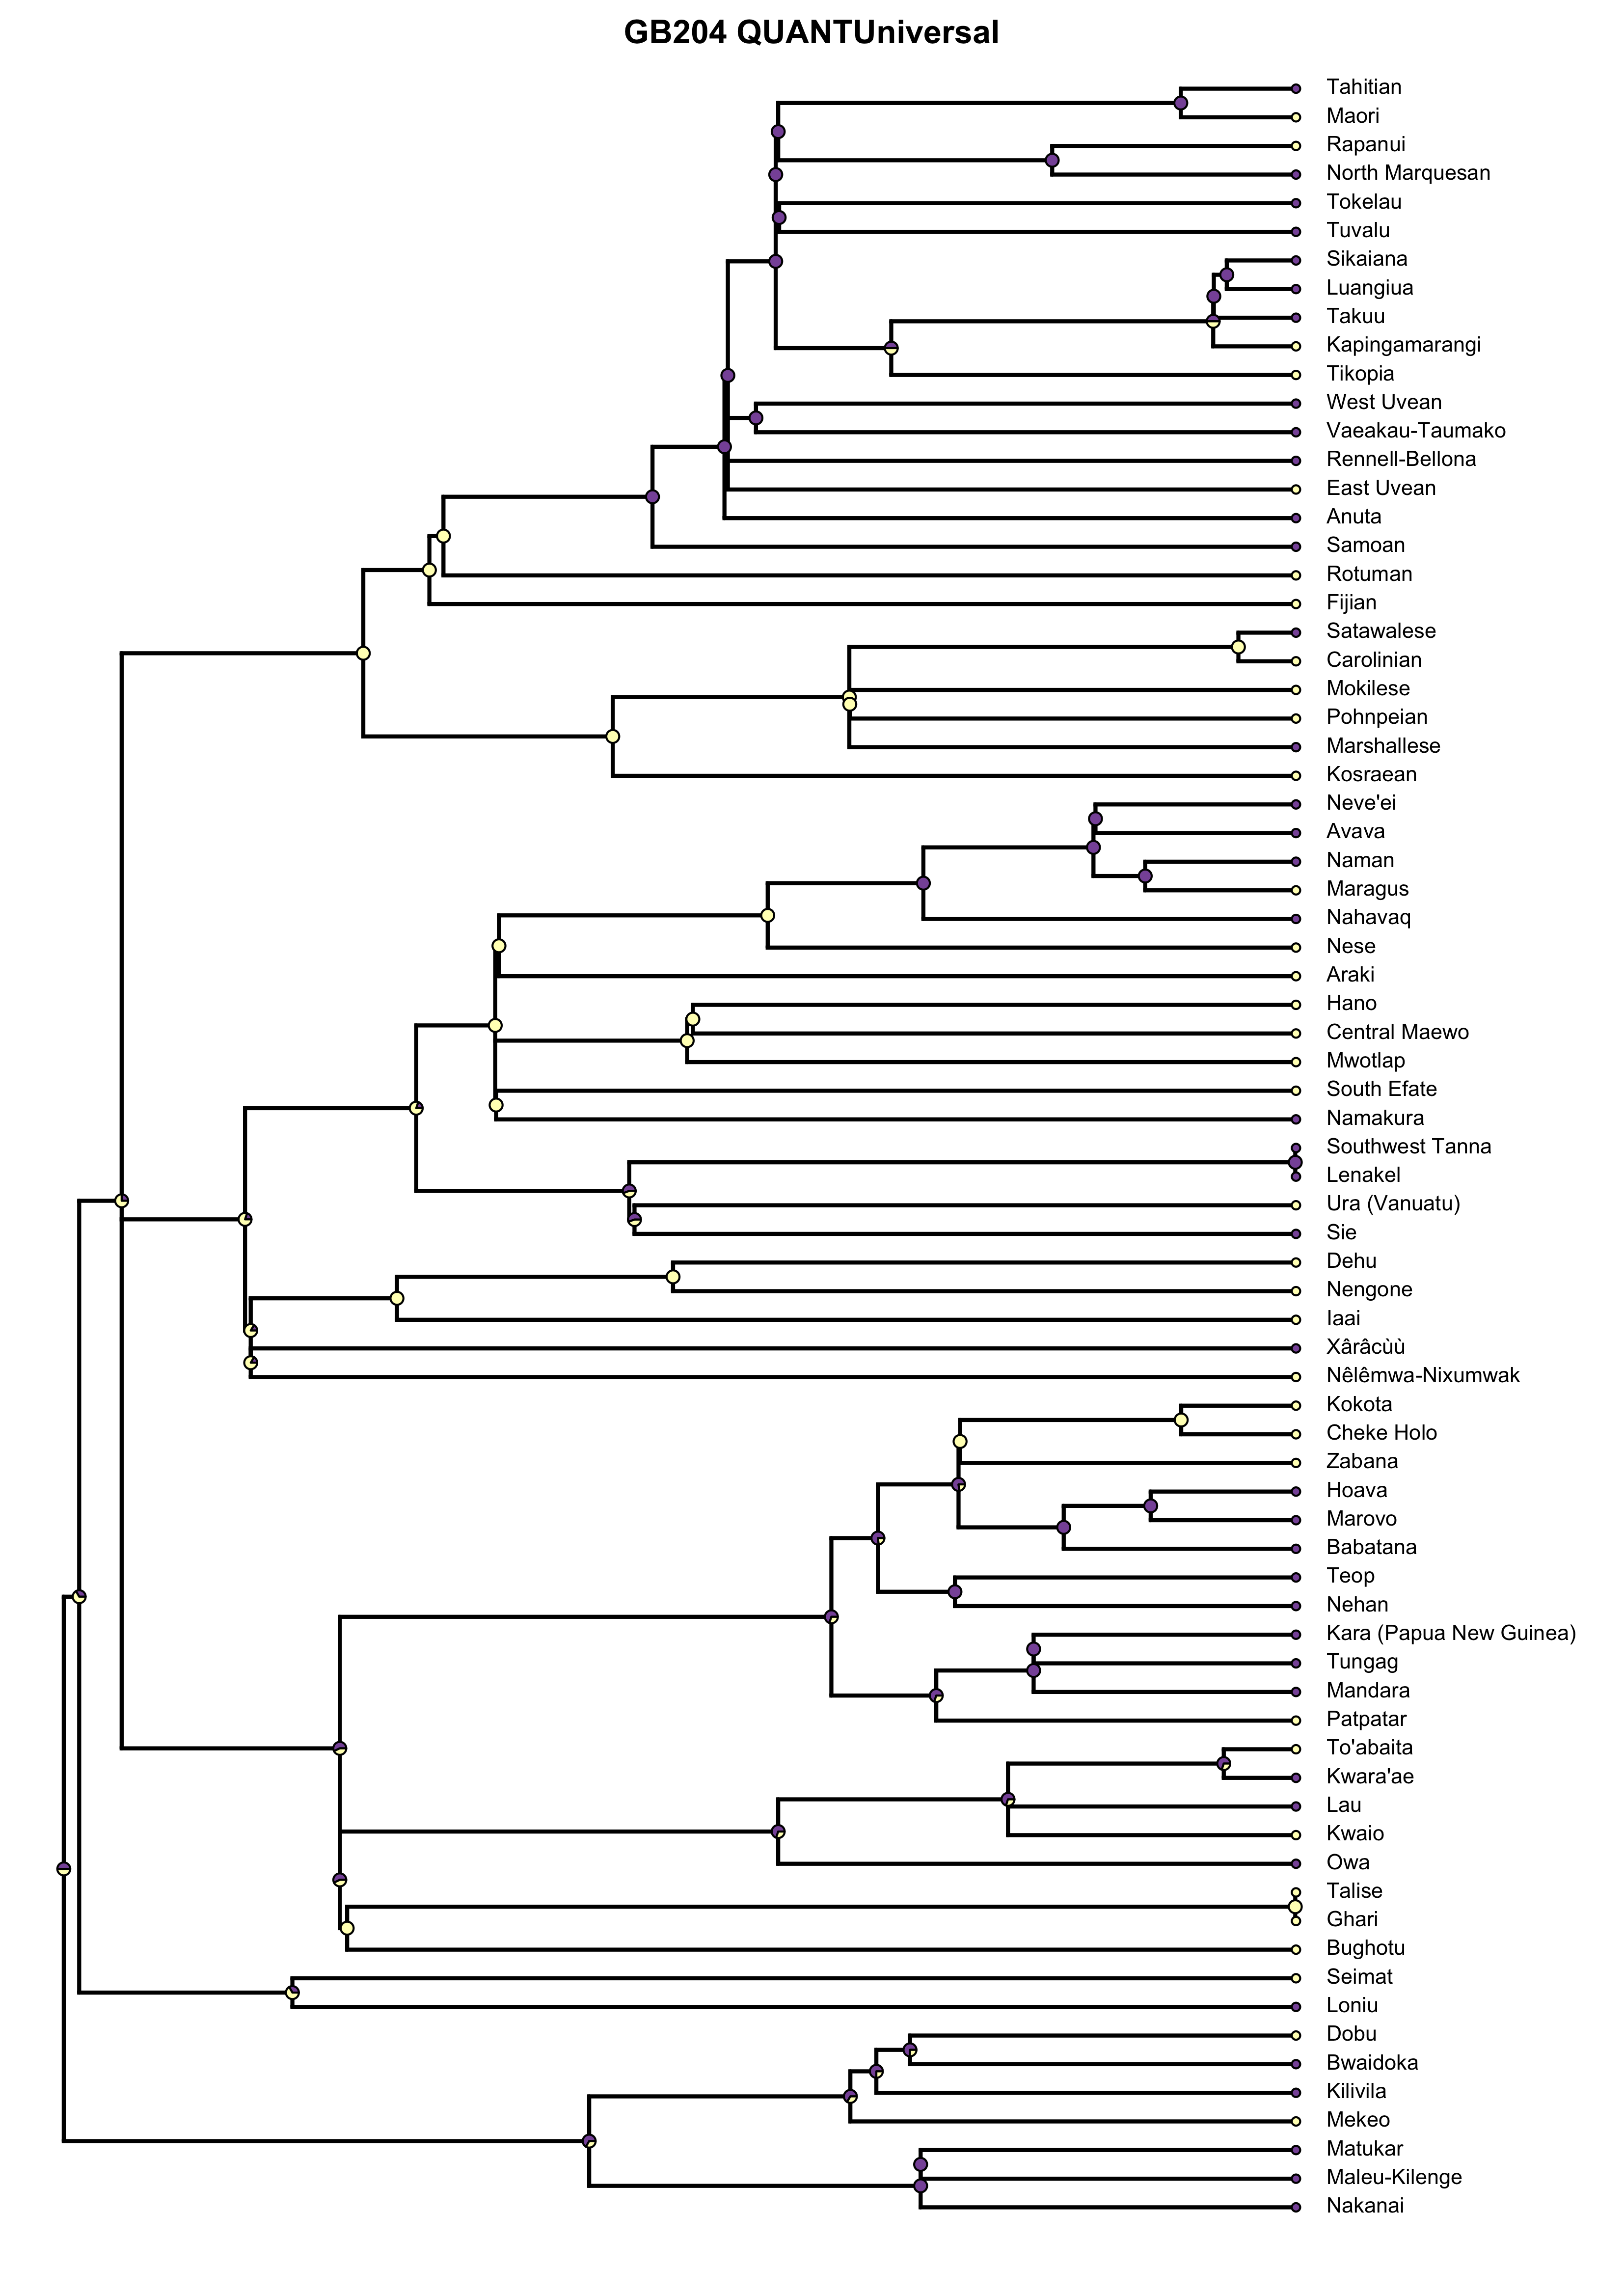 GB204 QUANTUniversal
Tahitian
Maori
Rapanui
North Marquesan
Tokelau
Tuvalu
Sikaiana
Luangiua
Takuu
Kapingamarangi
Tikopia
West Uvean
Vaeakau-Taumako
Rennell-Bellona
East Uvean
Anuta
Samoan
Rotuman
Fijian
Satawalese
Carolinian
Mokilese
Pohnpeian
Marshallese
Kosraean
Neve'ei
Avava
Naman
Maragus
Nahavaq
Nese
Araki
Hano
Central Maewo
Mwotlap
South Efate
Namakura
Southwest Tanna
Lenakel
Ura (Vanuatu)
Sie
Dehu
Nengone
Iaai
Xârâcùù
Nêlêmwa-Nixumwak
Kokota
Cheke Holo
Zabana
Hoava
Marovo
Babatana
Teop
Nehan
Kara (Papua New Guinea)
Tungag
Mandara
Patpatar
To'abaita
Kwara'ae
Lau
Kwaio
Owa
Talise
Ghari
Bughotu
Seimat
Loniu
Dobu
Bwaidoka
Kilivila
Mekeo
Matukar
Maleu-Kilenge
Nakanai